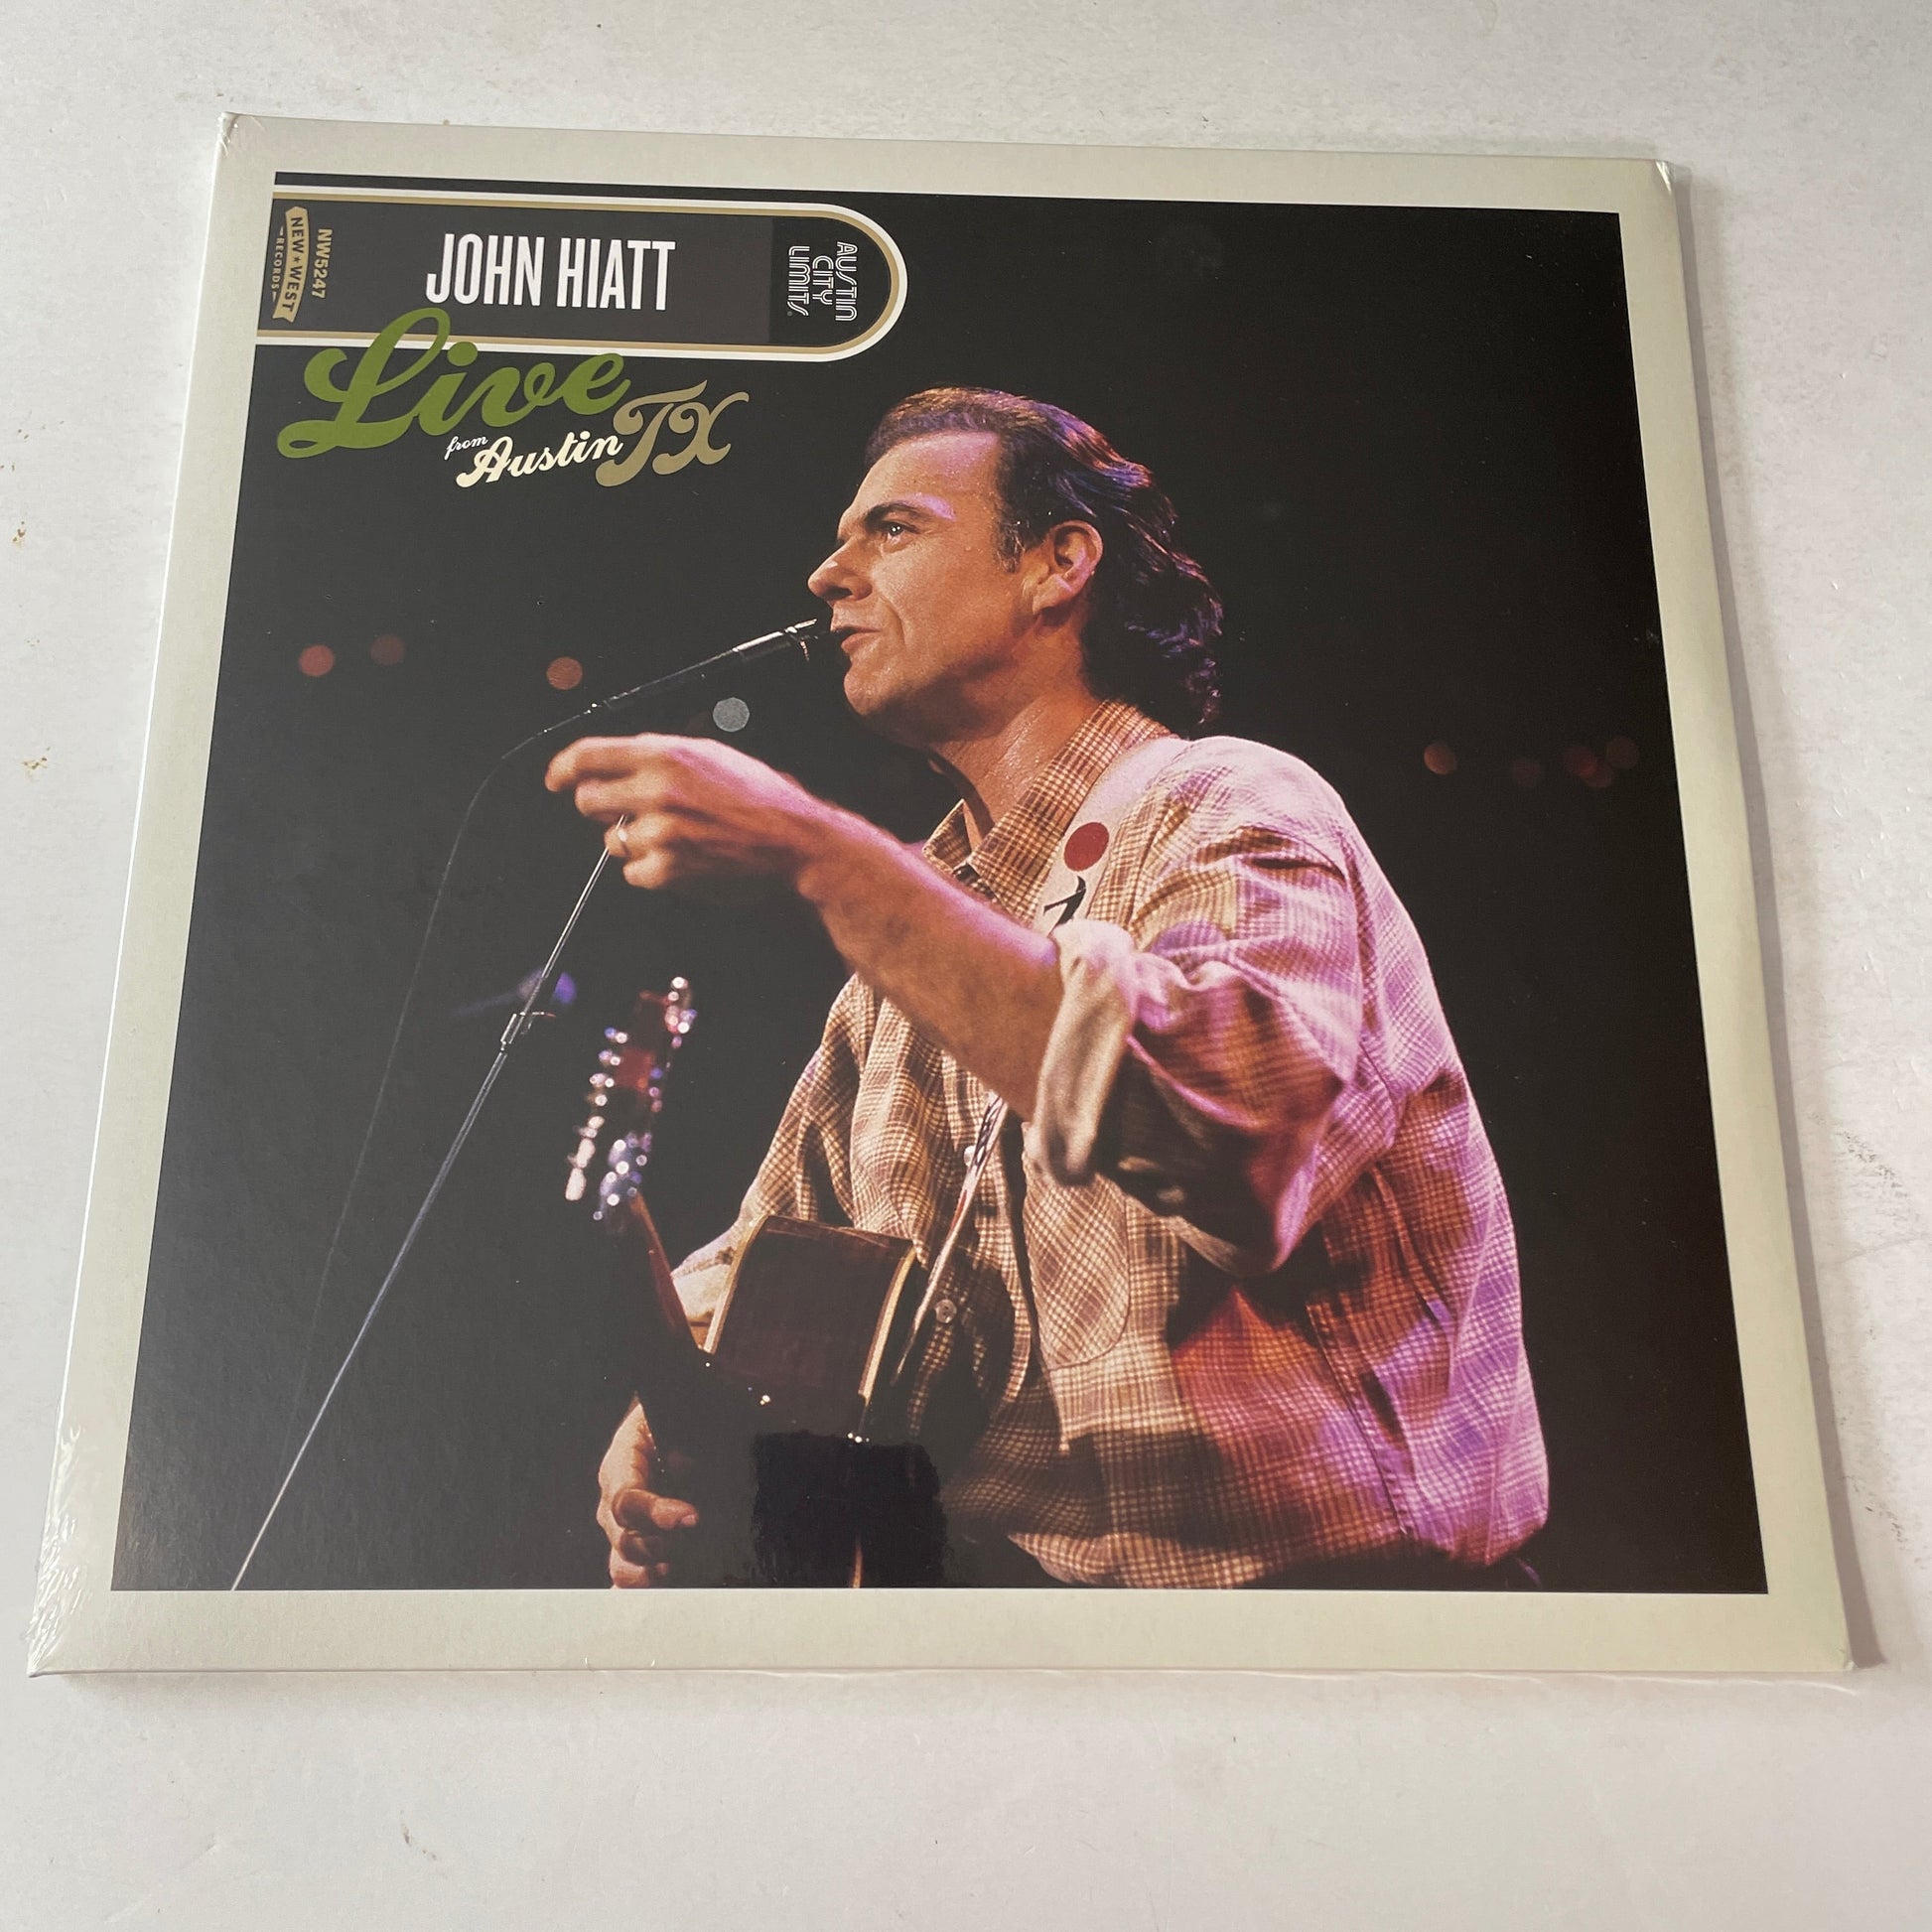 NEW★WEST
RECORDS
NW5247
JOHN HIATT
AUSTIN
CITY
LIMITS®
Live
from Austin TX